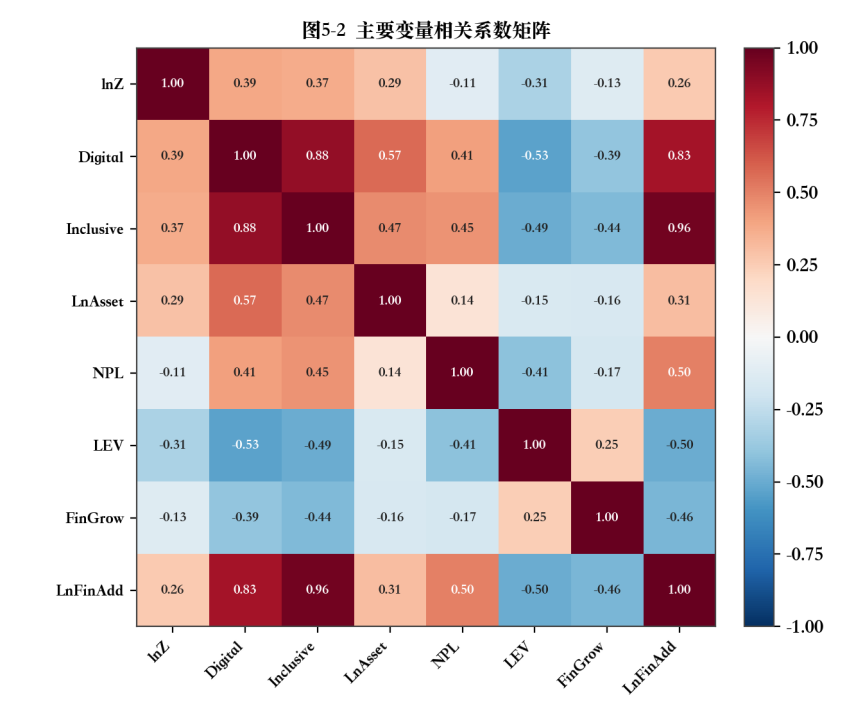 图5-2 主要变量相关系数矩阵
lnZ 1.00 0.39 0.37 0.29 -0.11 -0.31 -0.13 0.26
Digital 0.39 1.00 0.88 0.57 0.41 -0.53 -0.39 0.83
Inclusive 0.37 0.88 1.00 0.47 0.45 -0.49 -0.44 0.96
LnAsset 0.29 0.57 0.47 1.00 0.14 -0.15 -0.16 0.31
NPL -0.11 0.41 0.45 0.14 1.00 -0.41 -0.17 0.50
LEV -0.31 -0.53 -0.49 -0.15 -0.41 1.00 0.25 -0.50
FinGrow -0.13 -0.39 -0.44 -0.16 -0.17 0.25 1.00 -0.46
LnFinAdd 0.26 0.83 0.96 0.31 0.50 -0.50 -0.46 1.00
lnZ Digital Inclusive LnAsset NPL LEV FinGrow LnFinAdd
1.00
0.75
0.50
0.25
0.00
-0.25
-0.50
-0.75
-1.00